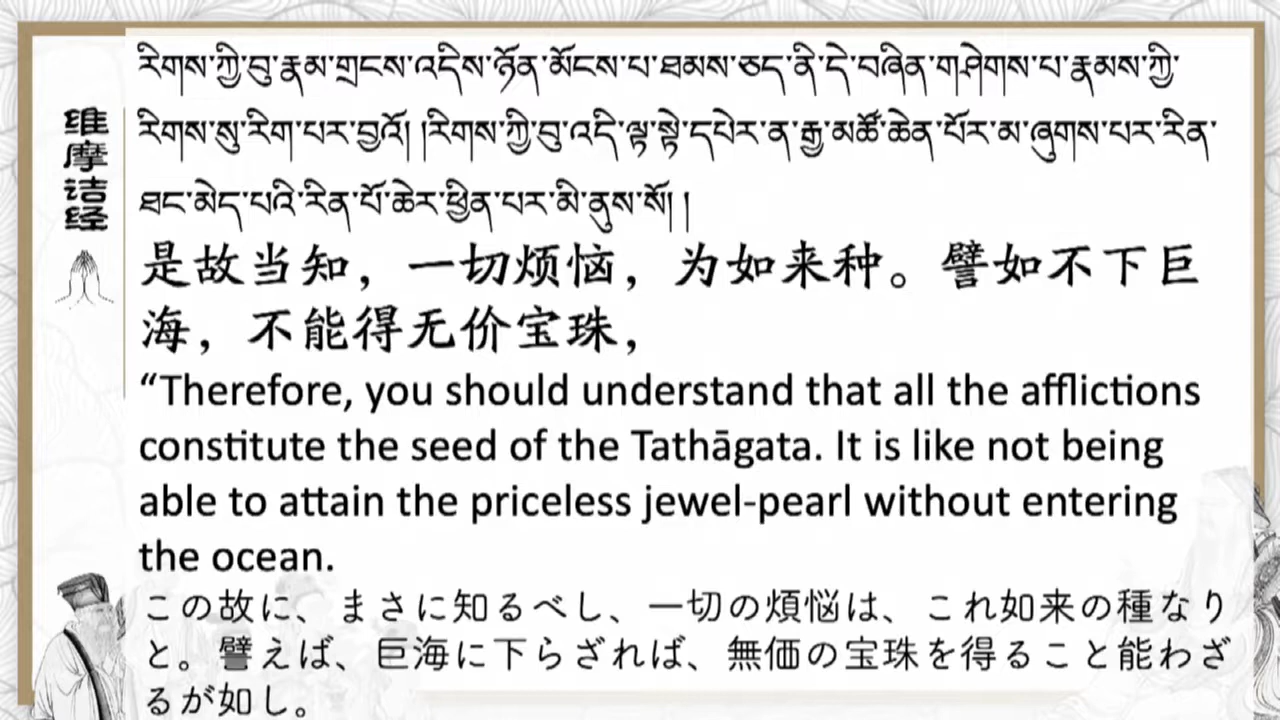 维摩诘经
རིགས་ཀྱི་བུ་རྣམ་གྲངས་འདིས་ཉོན་མོངས་པ་ཐམས་ཅད་ནི་དེ་བཞིན་གཤེགས་པ་རྣམས་ཀྱི་
རིགས་སུ་རིག་པར་བྱའོ། །རིགས་ཀྱི་བུ་འདི་ལྟ་སྟེ་དཔེར་ན་རྒྱ་མཚོ་ཆེན་པོར་མ་ཞུགས་པར་རིན་
ཐང་མེད་པའི་རིན་པོ་ཆེར་ཕྱིན་པར་མི་ནུས་སོ། །
是故当知，一切烦恼，为如来种。譬如不下巨
海，不能得无价宝珠，
“Therefore, you should understand that all the afflictions
constitute the seed of the Tathāgata. It is like not being
able to attain the priceless jewel-pearl without entering
the ocean.
この故に、まさに知るべし、一切の煩悩は、これ如来の種なり
と。譬えば、巨海に下らざれば、無価の宝珠を得ること能わざ
るが如し。